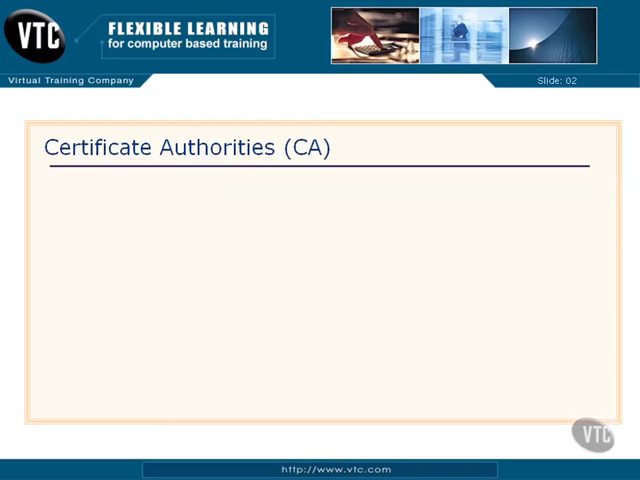 VTC
FLEXIBLE LEARNING
for computer based training
Virtual Training Company
Slide: 02
Certificate Authorities (CA)
VTC
http://www.vtc.com